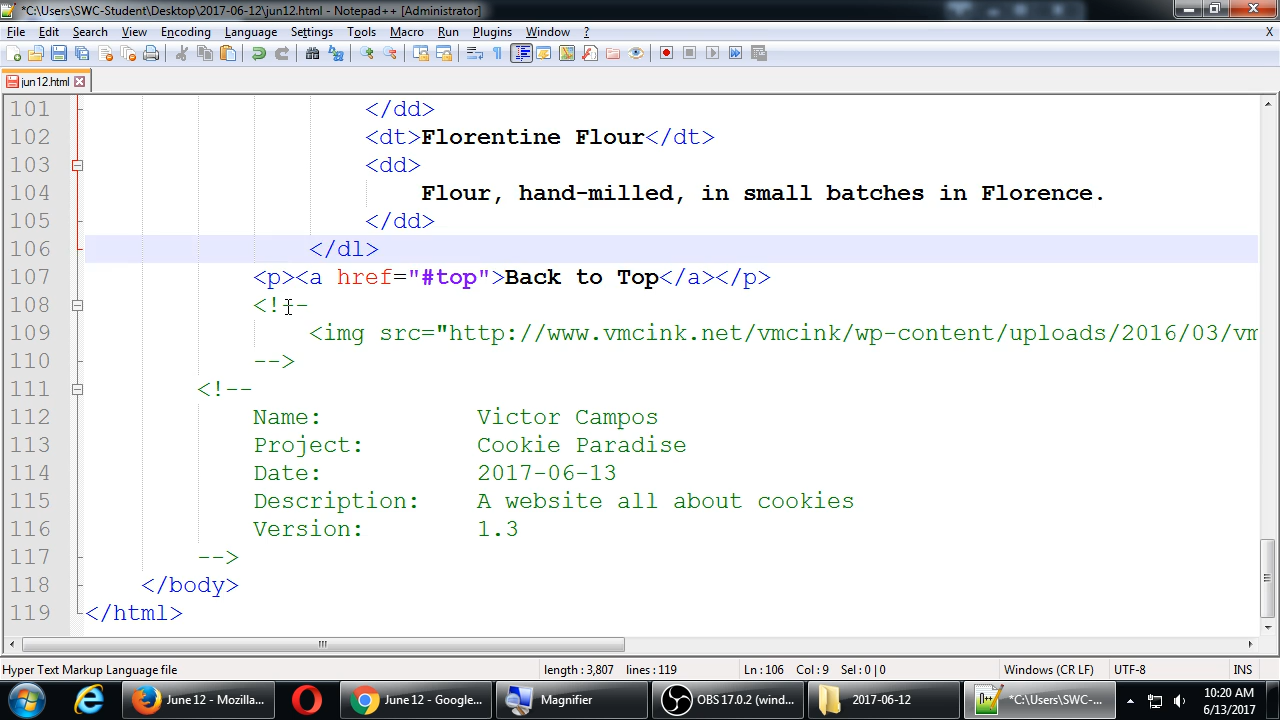 *C:\Users\SWC-Student\Desktop\2017-06-12\jun12.html - Notepad++ [Administrator]
File Edit Search View Encoding Language Settings Tools Macro Run Plugins Window ? X
jun12.html
101 </dd>
102 <dt>Florentine Flour</dt>
103 <dd>
104 Flour, hand-milled, in small batches in Florence.
105 </dd>
106 </dl>
107 <p><a href="#top">Back to Top</a></p>
108 <!--
109 <img src="http://www.vmcink.net/vmcink/wp-content/uploads/2016/03/vm
110 -->
111 <!--
112 Name: Victor Campos
113 Project: Cookie Paradise
114 Date: 2017-06-13
115 Description: A website all about cookies
116 Version: 1.3
117 -->
118 </body>
119 </html>
Hyper Text Markup Language file length : 3,807 lines : 119 Ln : 106 Col : 9 Sel : 0 | 0 Windows (CR LF) UTF-8 INS
June 12 - Mozilla... June 12 - Google... Magnifier OBS 17.0.2 (wind... 2017-06-12 *C:\Users\SWC-... 10:20 AM
6/13/2017